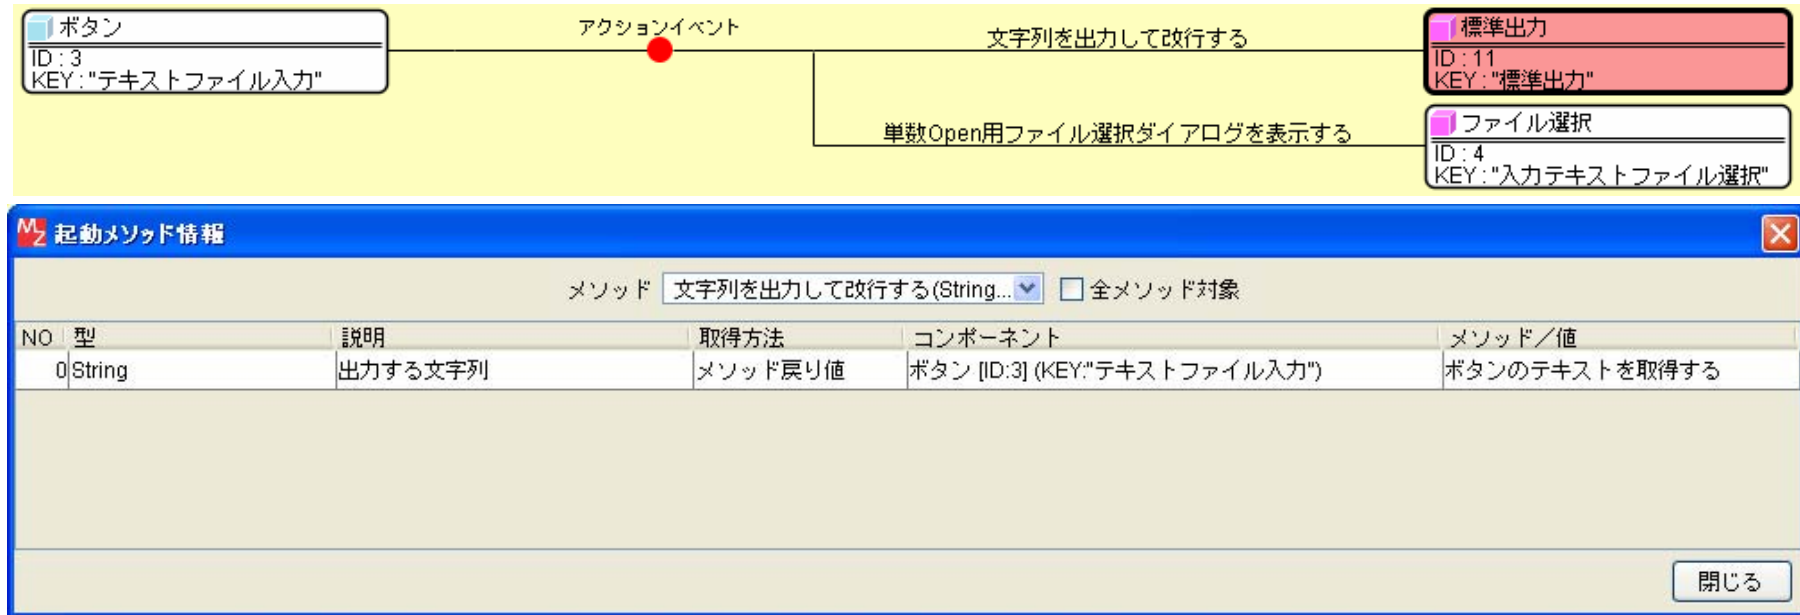 ボタン
ID : 3
KEY : "テキストファイル入力"
アクションイベント
文字列を出力して改行する
標準出力
ID : 11
KEY : "標準出力"
単数Open用ファイル選択ダイアログを表示する
ファイル選択
ID : 4
KEY : "入力テキストファイル選択"
MZ 起動メソッド情報
メソッド 文字列を出力して改行する(String... 全メソッド対象
NO 型 説明 取得方法 コンポーネント メソッド／値
0 String 出力する文字列 メソッド戻り値 ボタン [ID:3] (KEY:"テキストファイル入力") ボタンのテキストを取得する
閉じる